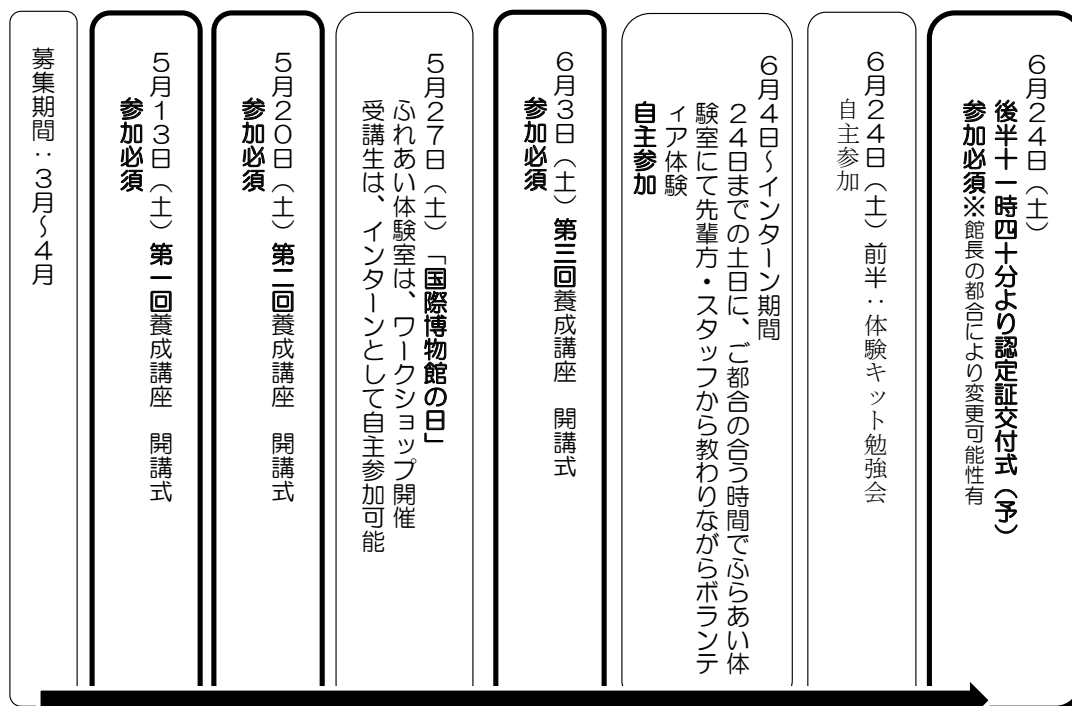 募集期間：３月～４月
５月１３日（土）第一回養成講座　開講式
参加必須
５月２０日（土）第二回養成講座　開講式
参加必須
５月２７日（土）「国際博物館の日」
ふれあい体験室は、ワークショップ開催
受講生は、インターンとして自主参加可能
６月３日（土）第三回養成講座　開講式
参加必須
６月４日～インターン期間
２４日までの土日に、ご都合の合う時間でふらあい体
験室にて先輩方・スタッフから教わりながらボランテ
ィア体験
自主参加
６月２４日（土）前半：体験キット勉強会
自主参加
６月２４日（土）
後半十一時四十分より認定証交付式（予）
参加必須※館長の都合により変更可能性有